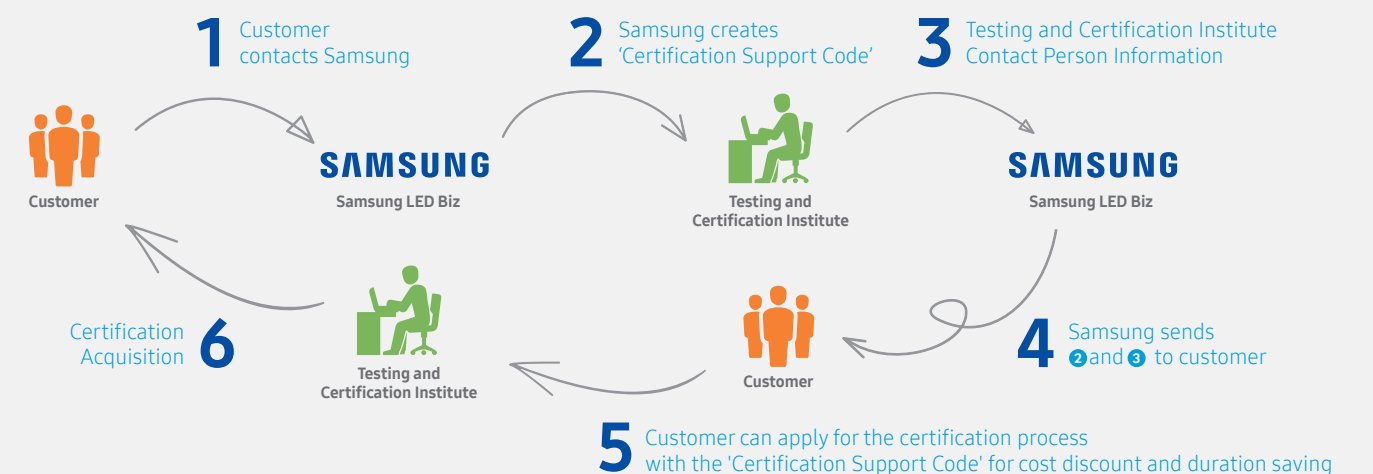 1 Customer
contacts Samsung
2 Samsung creates
‘Certification Support Code’
3 Testing and Certification Institute
Contact Person Information
Customer
SAMSUNG
Samsung LED Biz
Testing and
Certification Institute
SAMSUNG
Samsung LED Biz
4 Samsung sends
2 and 3 to customer
Customer
5 Customer can apply for the certification process
with the 'Certification Support Code' for cost discount and duration saving
Testing and
Certification Institute
6 Certification
Acquisition